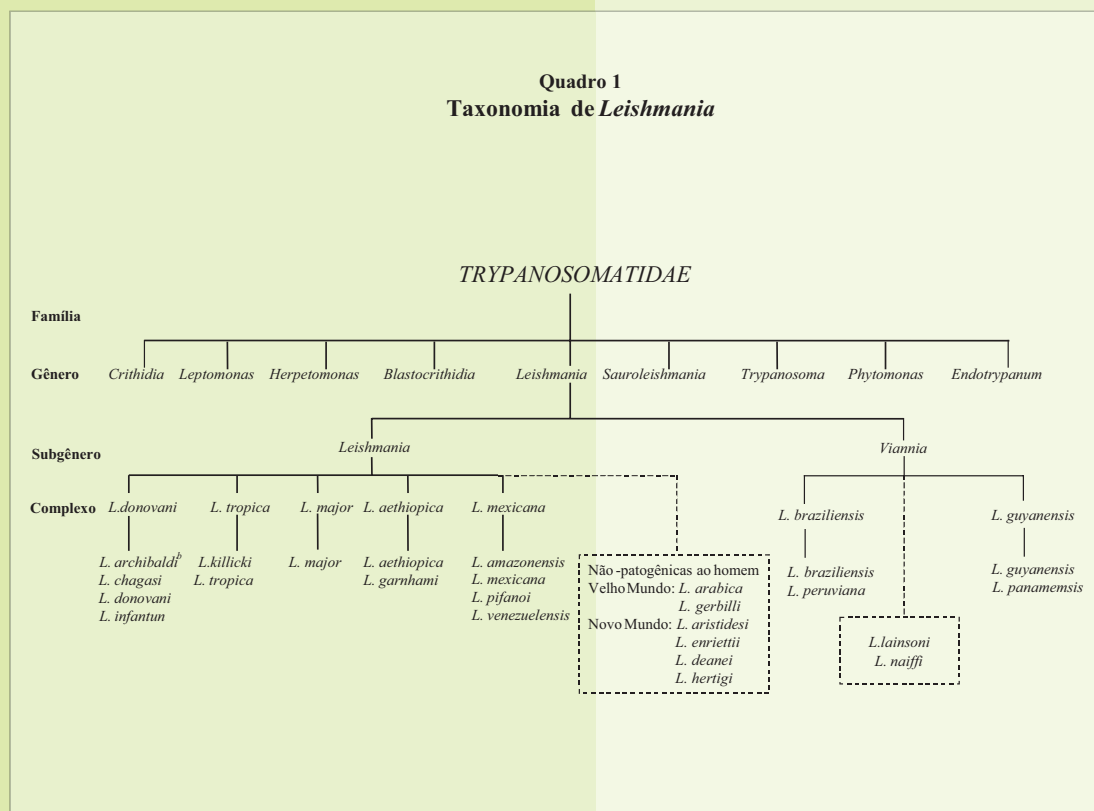 Quadro 1
Taxonomia de Leishmania
TRYPANOSOMATIDAE
Família
Gênero Crithidia Leptomonas Herpetomonas Blastocrithidia Leishmania Sauroleishmania Trypanosoma Phytomonas Endotrypanum
Subgênero Leishmania Viannia
Complexo L.donovani L. tropica L. major L. aethiopica L. mexicana L. braziliensis L. guyanensis
L. archibaldi b
L. chagasi
L. donovani
L. infantun
L.killicki
L. tropica
L. major
L. aethiopica
L. garnhami
L. amazonensis
L. mexicana
L. pifanoi
L. venezuelensis
Não -patogênicas ao homem
Velho Mundo: L. arabica
L. gerbilli
Novo Mundo: L. aristidesi
L. enriettii
L. deanei
L. hertigi
L. braziliensis
L. peruviana
L.lainsoni
L. naiffi
L. guyanensis
L. panamemsis